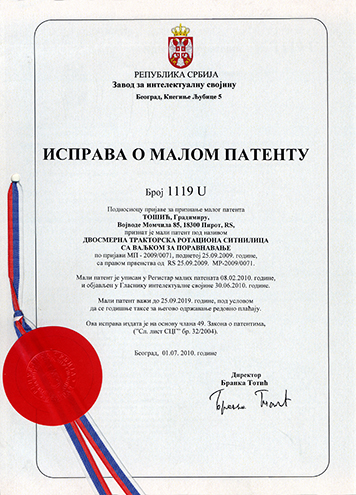 РЕПУБЛИКА СРБИЈА
Завод за интелектуалну својину
Београд, Кнегиње Љубице 5
ИСПРАВА О МАЛОМ ПАТЕНТУ
Број 1119 U
Подносиоцу пријаве за признање малог патента
ТОШИЋ, Градимиру,
Војводе Момчила 85, 18300 Пирот, RS,
признат је мали патент под називом
ДВОСМЕРНА ТРАКТОРСКА РОТАЦИОНА СИТНИЛИЦА
СА ВАЉКОМ ЗА ПОРАВНАВАЊЕ
по пријави МП - 2009/0071, поднетој 25.09.2009. године,
са правом првенства од RS 25.09.2009. MP-2009/0071.
Мали патент је уписан у Регистар малих патената 08.02.2010. године,
и објављен у Гласнику интелектуалне својине 30.06.2010. године.
Мали патент важи до 25.09.2019. године, под условом
да се годишње таксе за његово одржавање редовно плаћају.
Ова исправа издата је на основу члана 49. Закона о патентима,
("Сл. лист СЦГ" бр. 32/2004).
Београд, 01.07.2010. године
Директор
Бранка Тотић